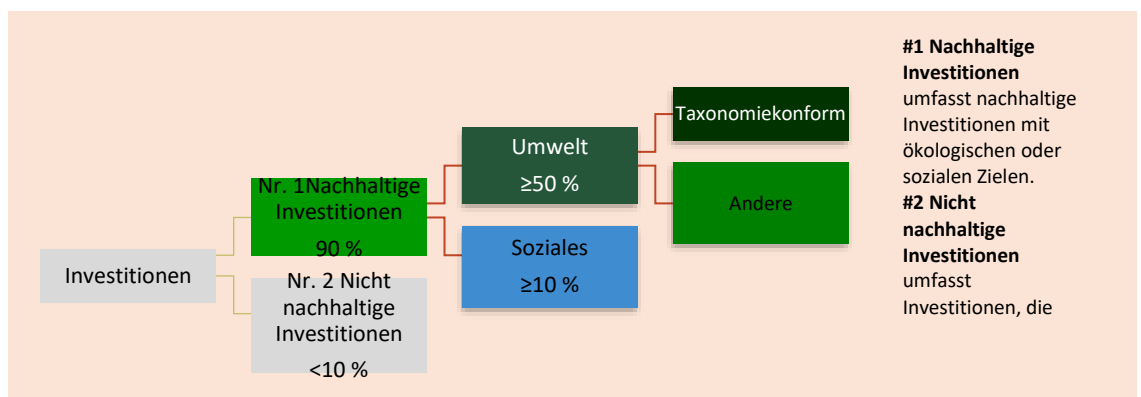 Investitionen
Nr. 1Nachhaltige
Investitionen
90 %
Nr. 2 Nicht
nachhaltige
Investitionen
<10 %
Umwelt
≥50 %
Soziales
≥10 %
Taxonomiekonform
Andere
#1 Nachhaltige
Investitionen
umfasst nachhaltige
Investitionen mit
ökologischen oder
sozialen Zielen.
#2 Nicht
nachhaltige
Investitionen
umfasst
Investitionen, die